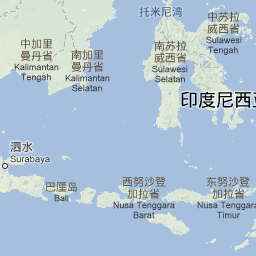 托米尼湾
中加里
曼丹省
Kalimantan
Tengah
南加里
曼丹省
Kalimantan
Selatan
南苏拉
威西省
Sulawesi
Selatan
中苏拉
威西省
Sulawesi
Tengah
印度尼西
泗水
Surabaya
巴厘岛
Bali
西努沙登
加拉省
Nusa Tenggara
Barat
东努沙登
加拉省
Nusa Tenggara
Timur